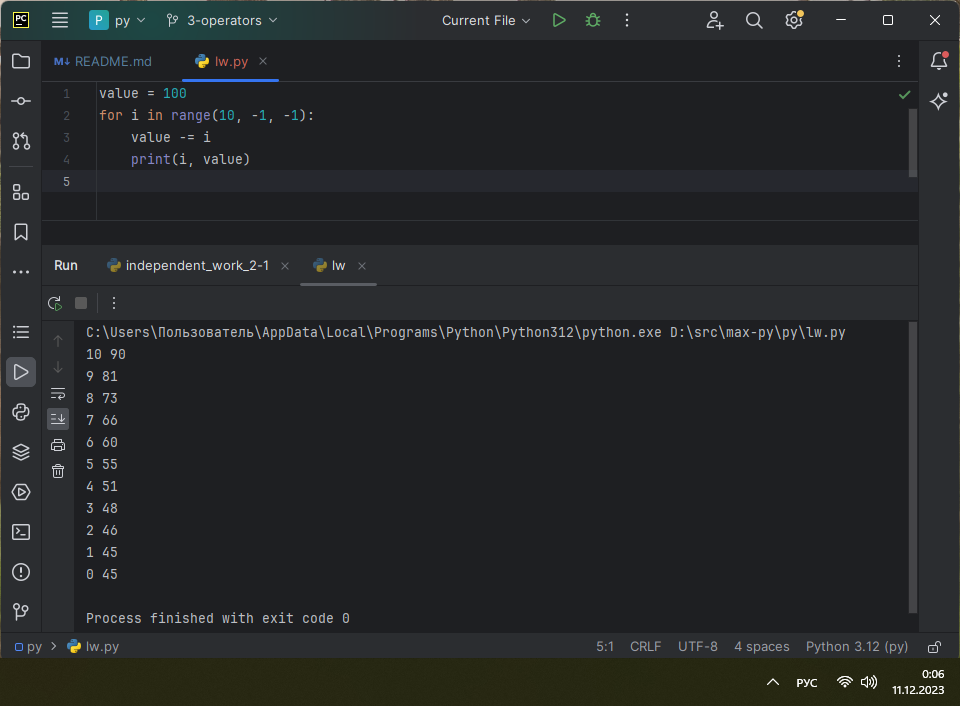 PC P py 3-operators Current File
M↓ README.md lw.py
1 value = 100
2 for i in range(10, -1, -1):
3 value -= i
4 print(i, value)
5
Run independent_work_2-1 lw
C:\Users\Пользователь\AppData\Local\Programs\Python\Python312\python.exe D:\src\max-py\py\lw.py
10 90
9 81
8 73
7 66
6 60
5 55
4 51
3 48
2 46
1 45
0 45
Process finished with exit code 0
py lw.py 5:1 CRLF UTF-8 4 spaces Python 3.12 (py)
РУС 0:06
11.12.2023